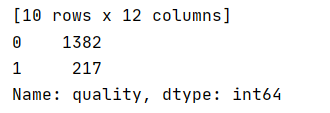 [10 rows x 12 columns]
0    1382
1     217
Name: quality, dtype: int64